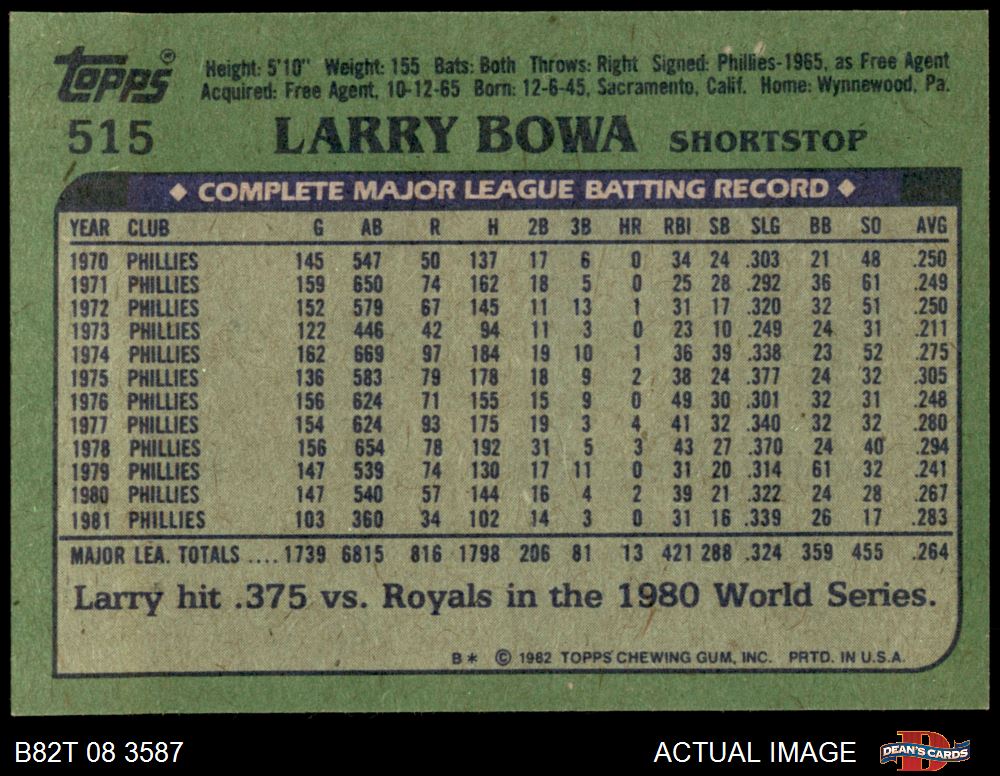 TOPPS®
Height: 5'10" Weight: 155 Bats: Both Throws: Right Signed: Phillies-1965, as Free Agent
Acquired: Free Agent, 10-12-65 Born: 12-6-45, Sacramento, Calif. Home: Wynnewood, Pa.
515 LARRY BOWA SHORTSTOP
◆ COMPLETE MAJOR LEAGUE BATTING RECORD ◆
YEAR CLUB G AB R H 2B 3B HR RBI SB SLG BB SO AVG
1970 PHILLIES 145 547 50 137 17 6 0 34 24 .303 21 48 .250
1971 PHILLIES 159 650 74 162 18 5 0 25 28 .292 36 61 .249
1972 PHILLIES 152 579 67 145 11 13 1 31 17 .320 32 51 .250
1973 PHILLIES 122 446 42 94 11 3 0 23 10 .249 24 31 .211
1974 PHILLIES 162 669 97 184 19 10 1 36 39 .338 23 52 .275
1975 PHILLIES 136 583 79 178 18 9 2 38 24 .377 24 32 .305
1976 PHILLIES 156 624 71 155 15 9 0 49 30 .301 32 31 .248
1977 PHILLIES 154 624 93 175 19 3 4 41 32 .340 32 32 .280
1978 PHILLIES 156 654 78 192 31 5 3 43 27 .370 24 40 .294
1979 PHILLIES 147 539 74 130 17 11 0 31 20 .314 61 32 .241
1980 PHILLIES 147 540 57 144 16 4 2 39 21 .322 24 28 .267
1981 PHILLIES 103 360 34 102 14 3 0 31 16 .339 26 17 .283
MAJOR LEA. TOTALS .... 1739 6815 816 1798 206 81 13 421 288 .324 359 455 .264
Larry hit .375 vs. Royals in the 1980 World Series.
B* © 1982 TOPPS CHEWING GUM, INC. PRTD. IN U.S.A.
B82T 08 3587 ACTUAL IMAGE DEAN'S CARDS